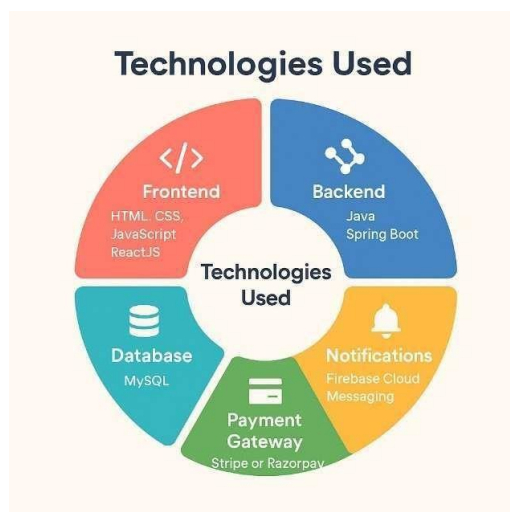 Technologies Used
</>
Frontend
HTML. CSS,
JavaScript
ReactJS
Backend
Java
Spring Boot
Technologies
Used
Database
MySQL
Notifications
Firebase Cloud
Messaging
Payment
Gateway
Stripe or Razorpay